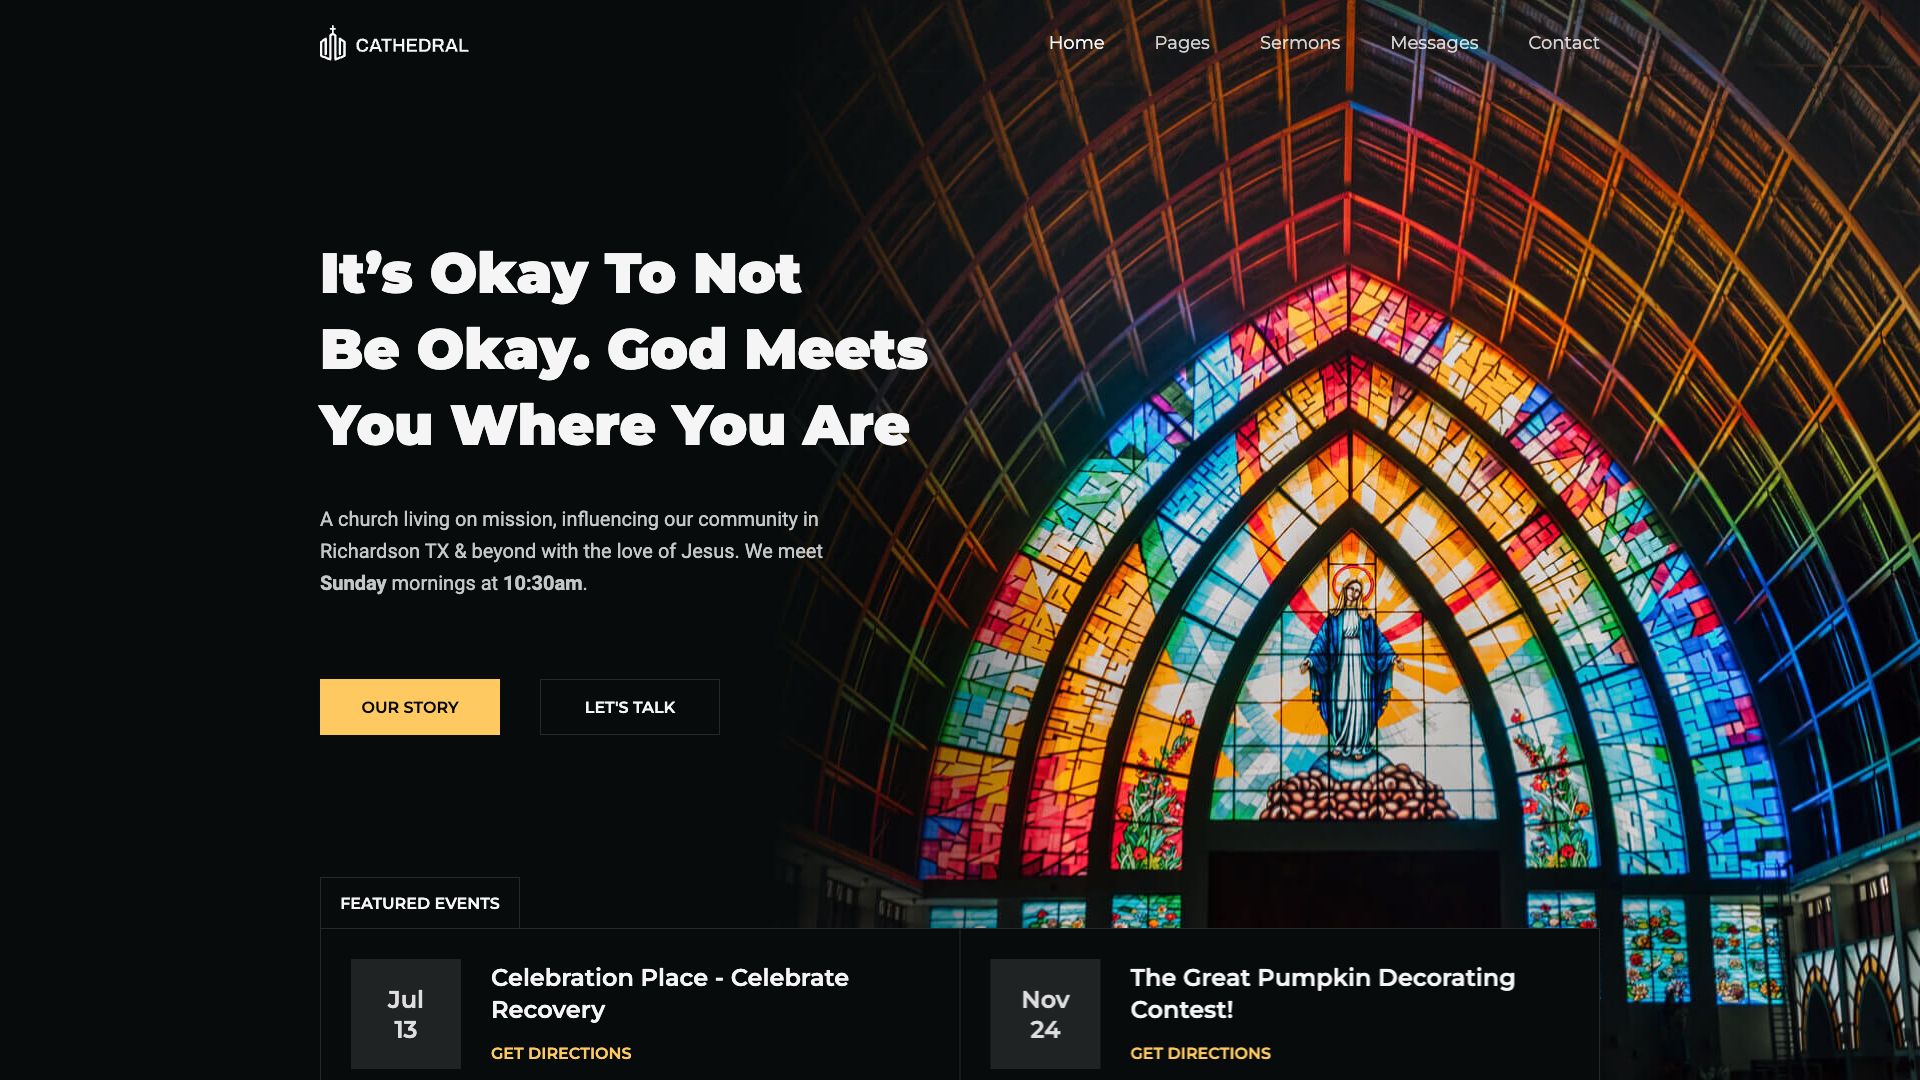 CATHEDRAL
Home
Pages
Sermons
Messages
Contact
It’s Okay To Not
Be Okay. God Meets
You Where You Are
A church living on mission, influencing our community in
Richardson TX & beyond with the love of Jesus. We meet
Sunday mornings at 10:30am.
OUR STORY
LET'S TALK
FEATURED EVENTS
Jul
13
Celebration Place - Celebrate
Recovery
GET DIRECTIONS
Nov
24
The Great Pumpkin Decorating
Contest!
GET DIRECTIONS